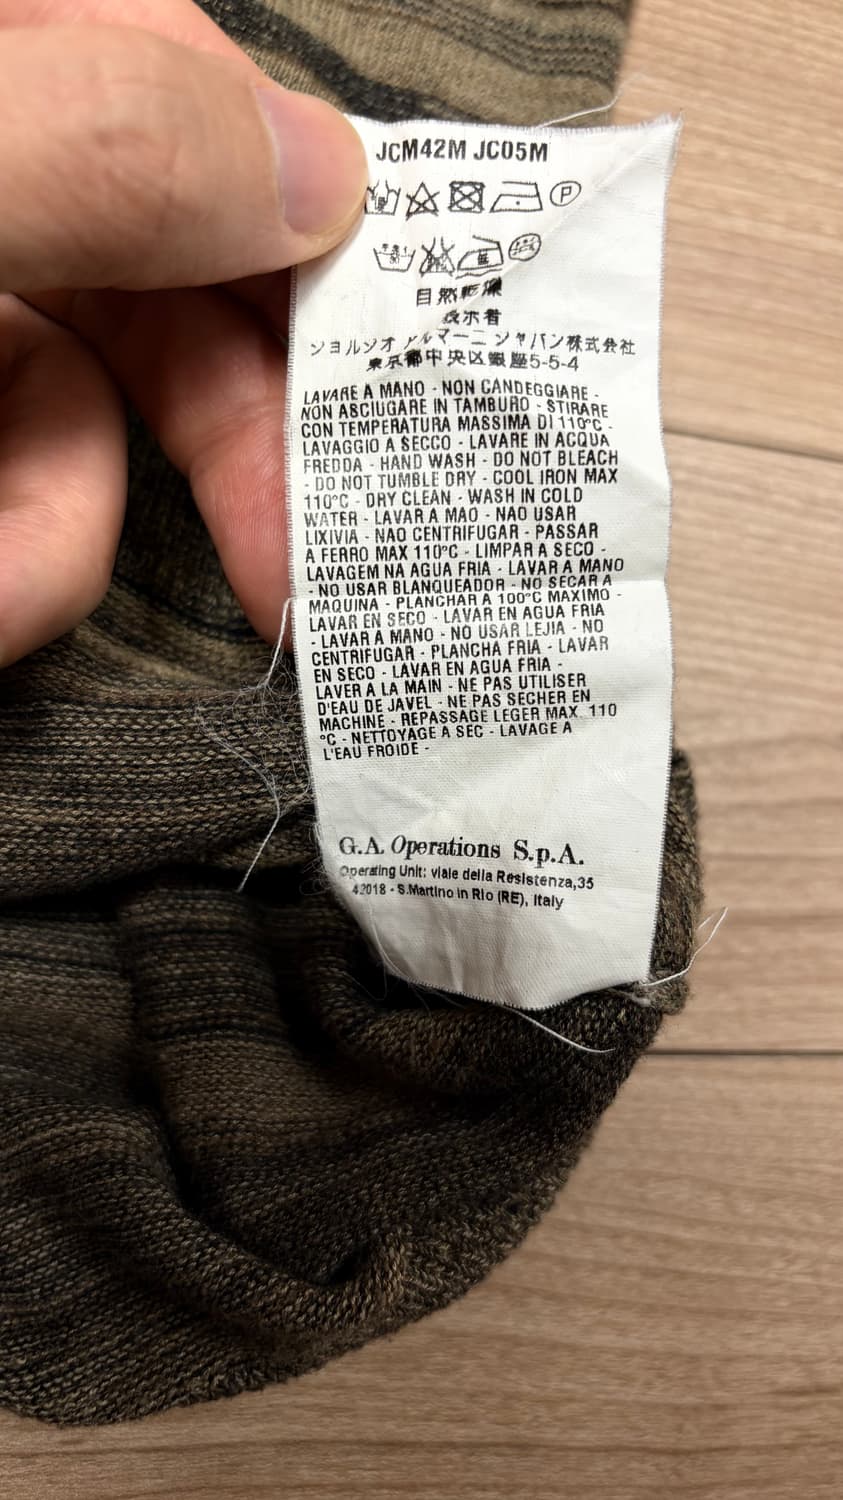 JCM42M JC05M
P
自然乾燥
表示者
ジョルジオ アルマーニ ジャパン株式会社
東京都中央区銀座5-5-4
LAVARE A MANO - NON CANDEGGIARE -
NON ASCIUGARE IN TAMBURO - STIRARE
CON TEMPERATURA MASSIMA DI 110°C -
LAVAGGIO A SECCO - LAVARE IN ACQUA
FREDDA - HAND WASH - DO NOT BLEACH
- DO NOT TUMBLE DRY - COOL IRON MAX
110°C - DRY CLEAN - WASH IN COLD
WATER - LAVAR A MAO - NAO USAR
LIXIVIA - NAO CENTRIFUGAR - PASSAR
A FERRO MAX 110°C - LIMPAR A SECO -
LAVAGEM NA AGUA FRIA - LAVAR A MANO
- NO USAR BLANQUEADOR - NO SECAR A
MAQUINA - PLANCHAR A 100°C MAXIMO -
LAVAR EN SECO - LAVAR EN AGUA FRIA
- LAVAR A MANO - NO USAR LEJIA - NO
CENTRIFUGAR - PLANCHA FRIA - LAVAR
EN SECO - LAVAR EN AGUA FRIA -
LAVER A LA MAIN - NE PAS UTILISER
D'EAU DE JAVEL - NE PAS SECHER EN
MACHINE - REPASSAGE LEGER MAX. 110
°C - NETTOYAGE A SEC - LAVAGE A
L'EAU FROIDE -
G.A. Operations S.p.A.
Operating Unit: viale della Resistenza,35
42018 - S.Martino in Rio (RE), Italy